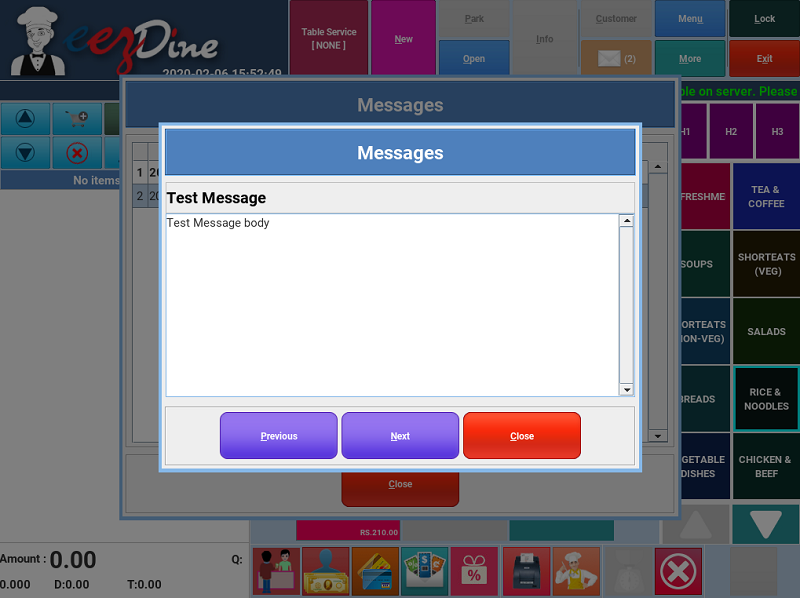 eezDine
2020-02-06 15:52:49
Table Service
[ NONE ]
New
Park
Open
Info
Customer
(2)
Menu
More
Lock
Exit
ble on server. Please
Messages
H1
H2
H3
No items
1
2
Messages
Test Message
Test Message body
Previous
Next
Close
Close
FRESHME
TEA &
COFFEE
SOUPS
SHORTEATS
(VEG)
ORTEATS
ON-VEG)
SALADS
READS
RICE &
NOODLES
GETABLE
DISHES
CHICKEN &
BEEF
RS.210.00
Amount : 0.00
Q:
0.000
D:0.00
T:0.00